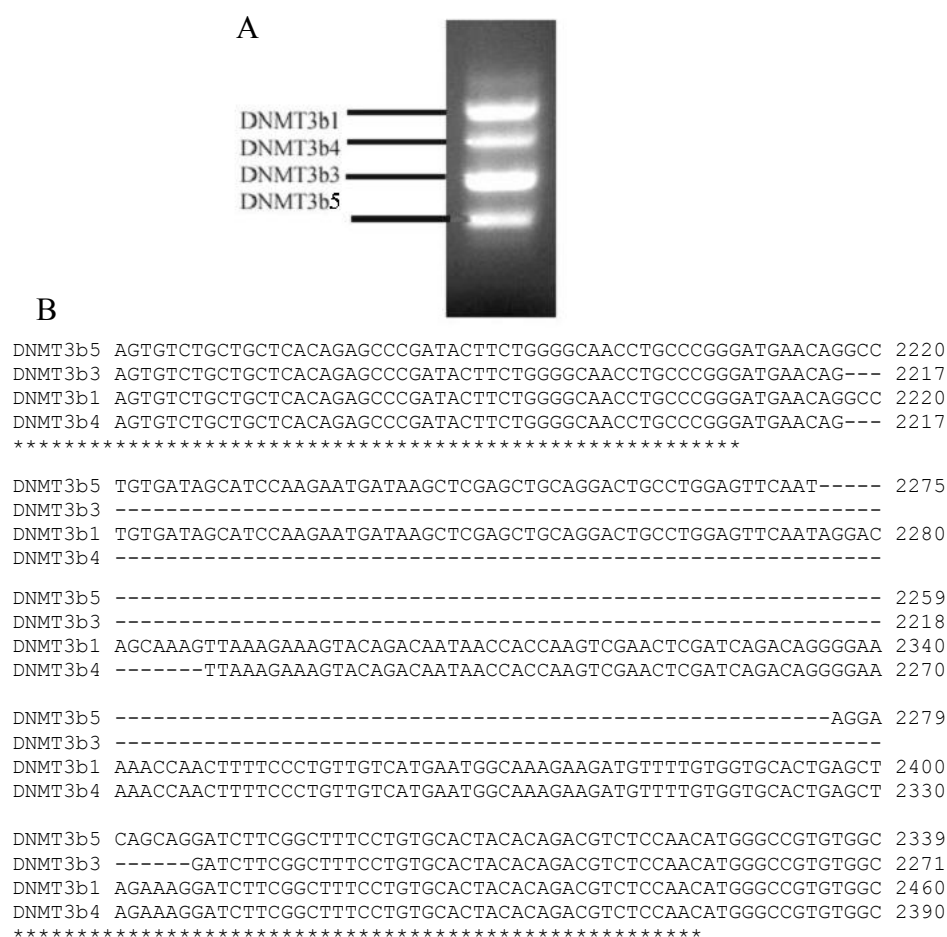 A
DNMT3b1
DNMT3b4
DNMT3b3
DNMT3b5
B
DNMT3b5 AGTGTCTGCTGCTCACAGAGCCCGATACTTCTGGGGCAACCTGCCCGGGATGAACAGGCC 2220
DNMT3b3 AGTGTCTGCTGCTCACAGAGCCCGATACTTCTGGGGCAACCTGCCCGGGATGAACAG--- 2217
DNMT3b1 AGTGTCTGCTGCTCACAGAGCCCGATACTTCTGGGGCAACCTGCCCGGGATGAACAGGCC 2220
DNMT3b4 AGTGTCTGCTGCTCACAGAGCCCGATACTTCTGGGGCAACCTGCCCGGGATGAACAG--- 2217
*********************************************************
DNMT3b5 TGTGATAGCATCCAAGAATGATAAGCTCGAGCTGCAGGACTGCCTGGAGTTCAAT----- 2275
DNMT3b3 ------------------------------------------------------------
DNMT3b1 TGTGATAGCATCCAAGAATGATAAGCTCGAGCTGCAGGACTGCCTGGAGTTCAATAGGAC 2280
DNMT3b4 ------------------------------------------------------------
DNMT3b5 ------------------------------------------------------------ 2259
DNMT3b3 ------------------------------------------------------------ 2218
DNMT3b1 AGCAAAGTTAAAGAAAGTACAGACAATAACCACCAAGTCGAACTCGATCAGACAGGGGAA 2340
DNMT3b4 -------TTAAAGAAAGTACAGACAATAACCACCAAGTCGAACTCGATCAGACAGGGGAA 2270
DNMT3b5 --------------------------------------------------------AGGA 2279
DNMT3b3 ------------------------------------------------------------
DNMT3b1 AAACCAACTTTTCCCTGTTGTCATGAATGGCAAAGAAGATGTTTTGTGGTGCACTGAGCT 2400
DNMT3b4 AAACCAACTTTTCCCTGTTGTCATGAATGGCAAAGAAGATGTTTTGTGGTGCACTGAGCT 2330
DNMT3b5 CAGCAGGATCTTCGGCTTTCCTGTGCACTACACAGACGTCTCCAACATGGGCCGTGTGGC 2339
DNMT3b3 ------GATCTTCGGCTTTCCTGTGCACTACACAGACGTCTCCAACATGGGCCGTGTGGC 2271
DNMT3b1 AGAAAGGATCTTCGGCTTTCCTGTGCACTACACAGACGTCTCCAACATGGGCCGTGTGGC 2460
DNMT3b4 AGAAAGGATCTTCGGCTTTCCTGTGCACTACACAGACGTCTCCAACATGGGCCGTGTGGC 2390
******************************************************